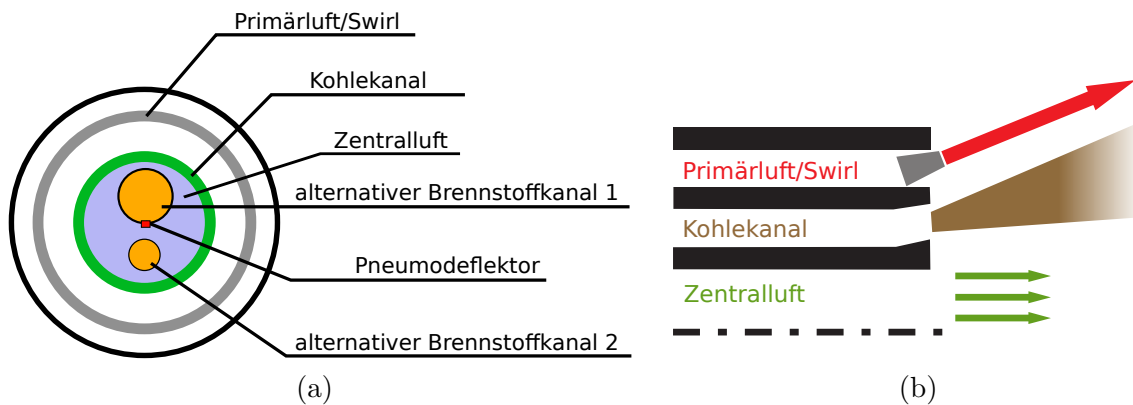 Primärluft/Swirl
Kohlekanal
Zentralluft
alternativer Brennstoffkanal 1
Pneumodeflektor
alternativer Brennstoffkanal 2
(a)
Primärluft/Swirl
Kohlekanal
Zentralluft
(b)